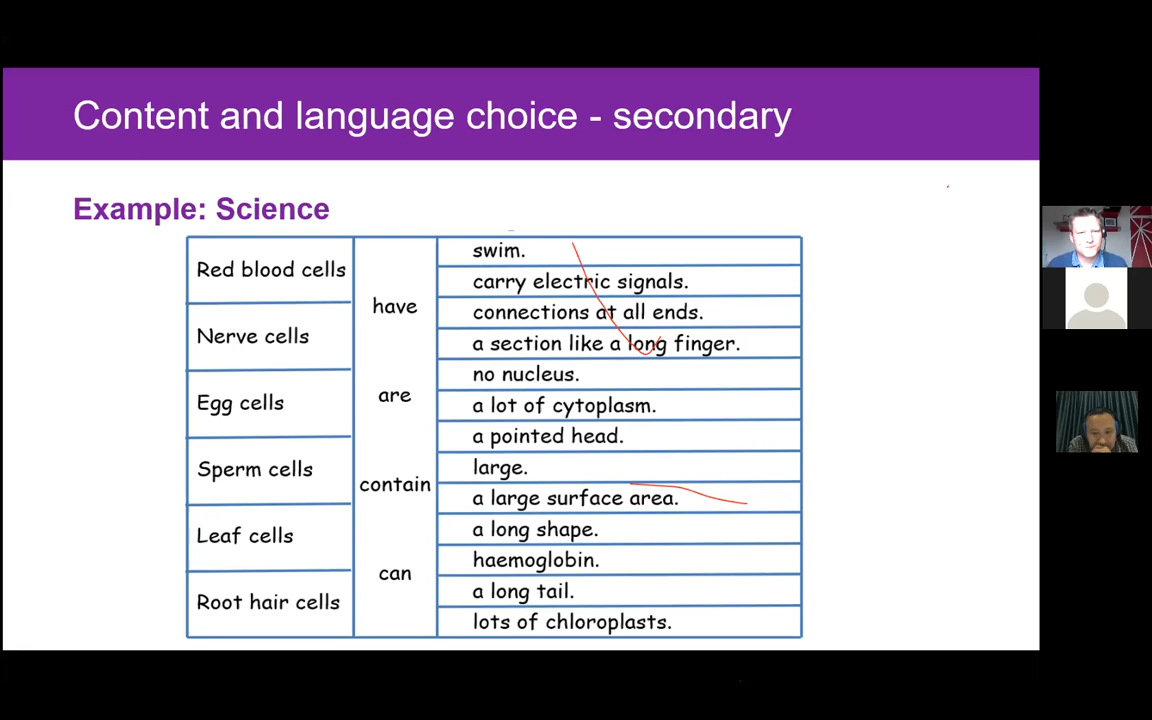 Content and language choice - secondary
Example: Science
Red blood cells
Nerve cells
Egg cells
Sperm cells
Leaf cells
Root hair cells
have
are
contain
can
swim.
carry electric signals.
connections at all ends.
a section like a long finger.
no nucleus.
a lot of cytoplasm.
a pointed head.
large.
a large surface area.
a long shape.
haemoglobin.
a long tail.
lots of chloroplasts.